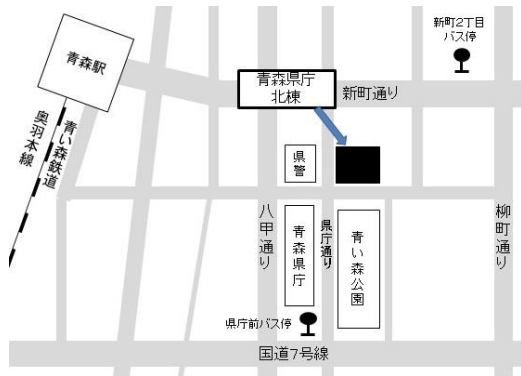 新町2丁目
バス停
青森駅
青森県庁
北棟
新町通り
青い森鉄道
奥羽本線
県警
八甲通り
青森県庁
県庁通り
青い森公園
柳町通り
県庁前バス停
国道7号線